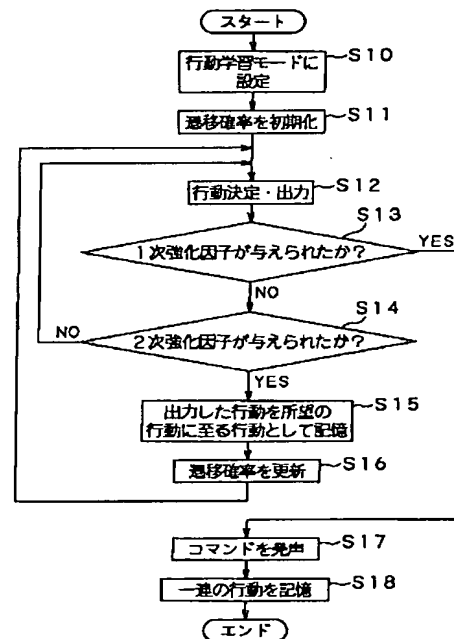 スタート
行動学習モードに
設定
S10
遷移確率を初期化
S11
行動決定・出力
S12
1次強化因子が与えられたか?
S13
YES
NO
2次強化因子が与えられたか?
S14
NO
YES
出力した行動を所望の
行動に至る行動として記憶
S15
遷移確率を更新
S16
コマンドを発声
S17
一連の行動を記憶
S18
エンド